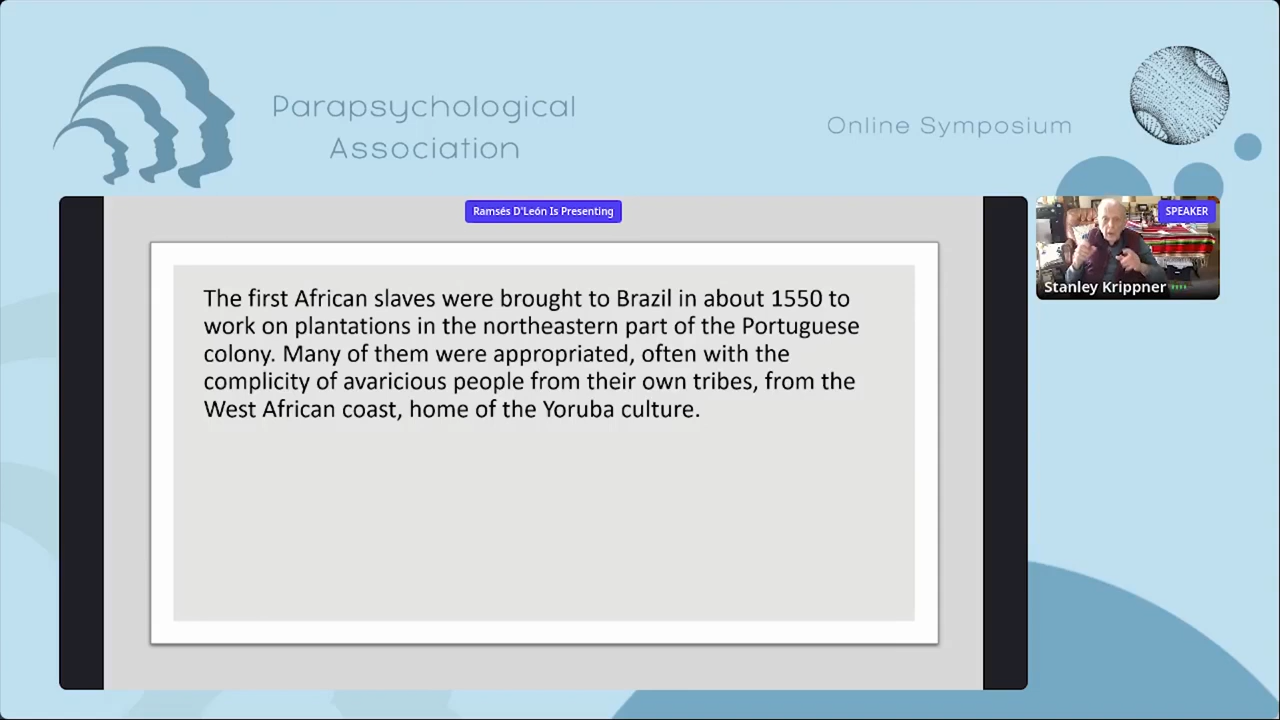 Parapsychological
Association
Online Symposium
Ramsés D'León Is Presenting
The first African slaves were brought to Brazil in about 1550 to
work on plantations in the northeastern part of the Portuguese
colony. Many of them were appropriated, often with the
complicity of avaricious people from their own tribes, from the
West African coast, home of the Yoruba culture.
SPEAKER
Stanley Krippner